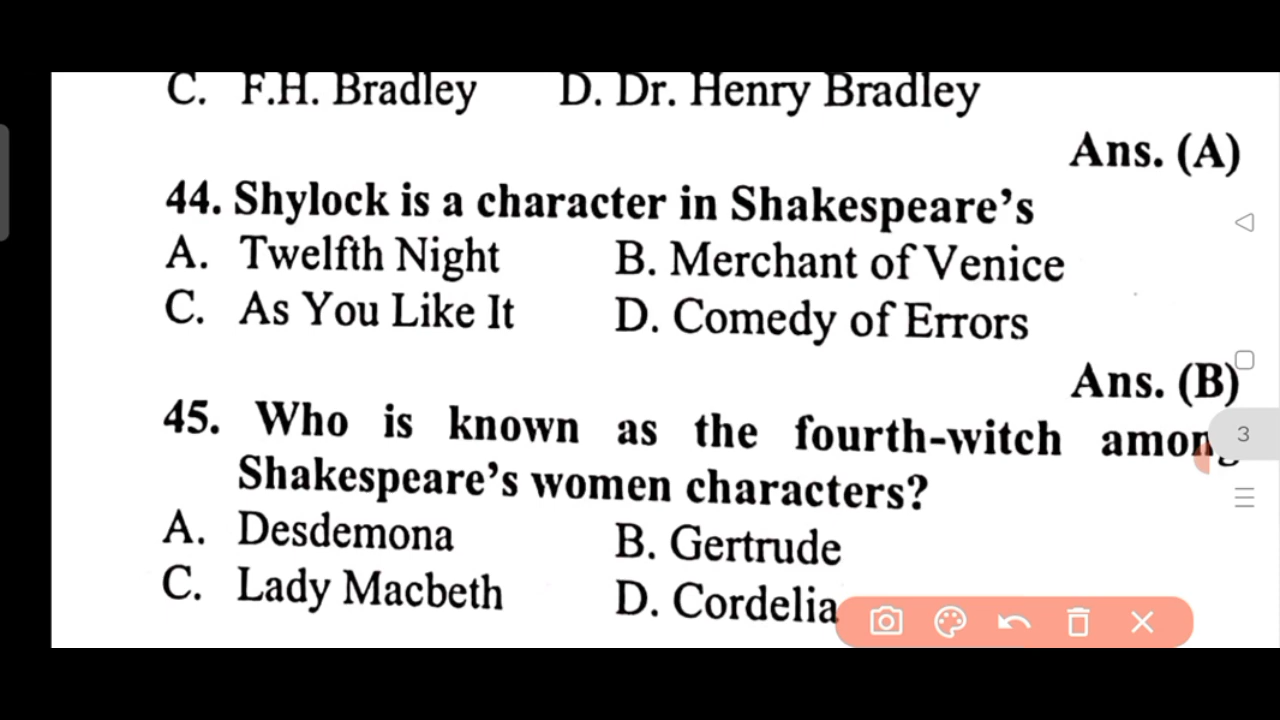 C. F.H. Bradley D. Dr. Henry Bradley
Ans. (A)
44. Shylock is a character in Shakespeare's
A. Twelfth Night B. Merchant of Venice
C. As You Like It D. Comedy of Errors
Ans. (B)
45. Who is known as the fourth-witch among
3
Shakespeare's women characters?
A. Desdemona B. Gertrude
C. Lady Macbeth D. Cordelia